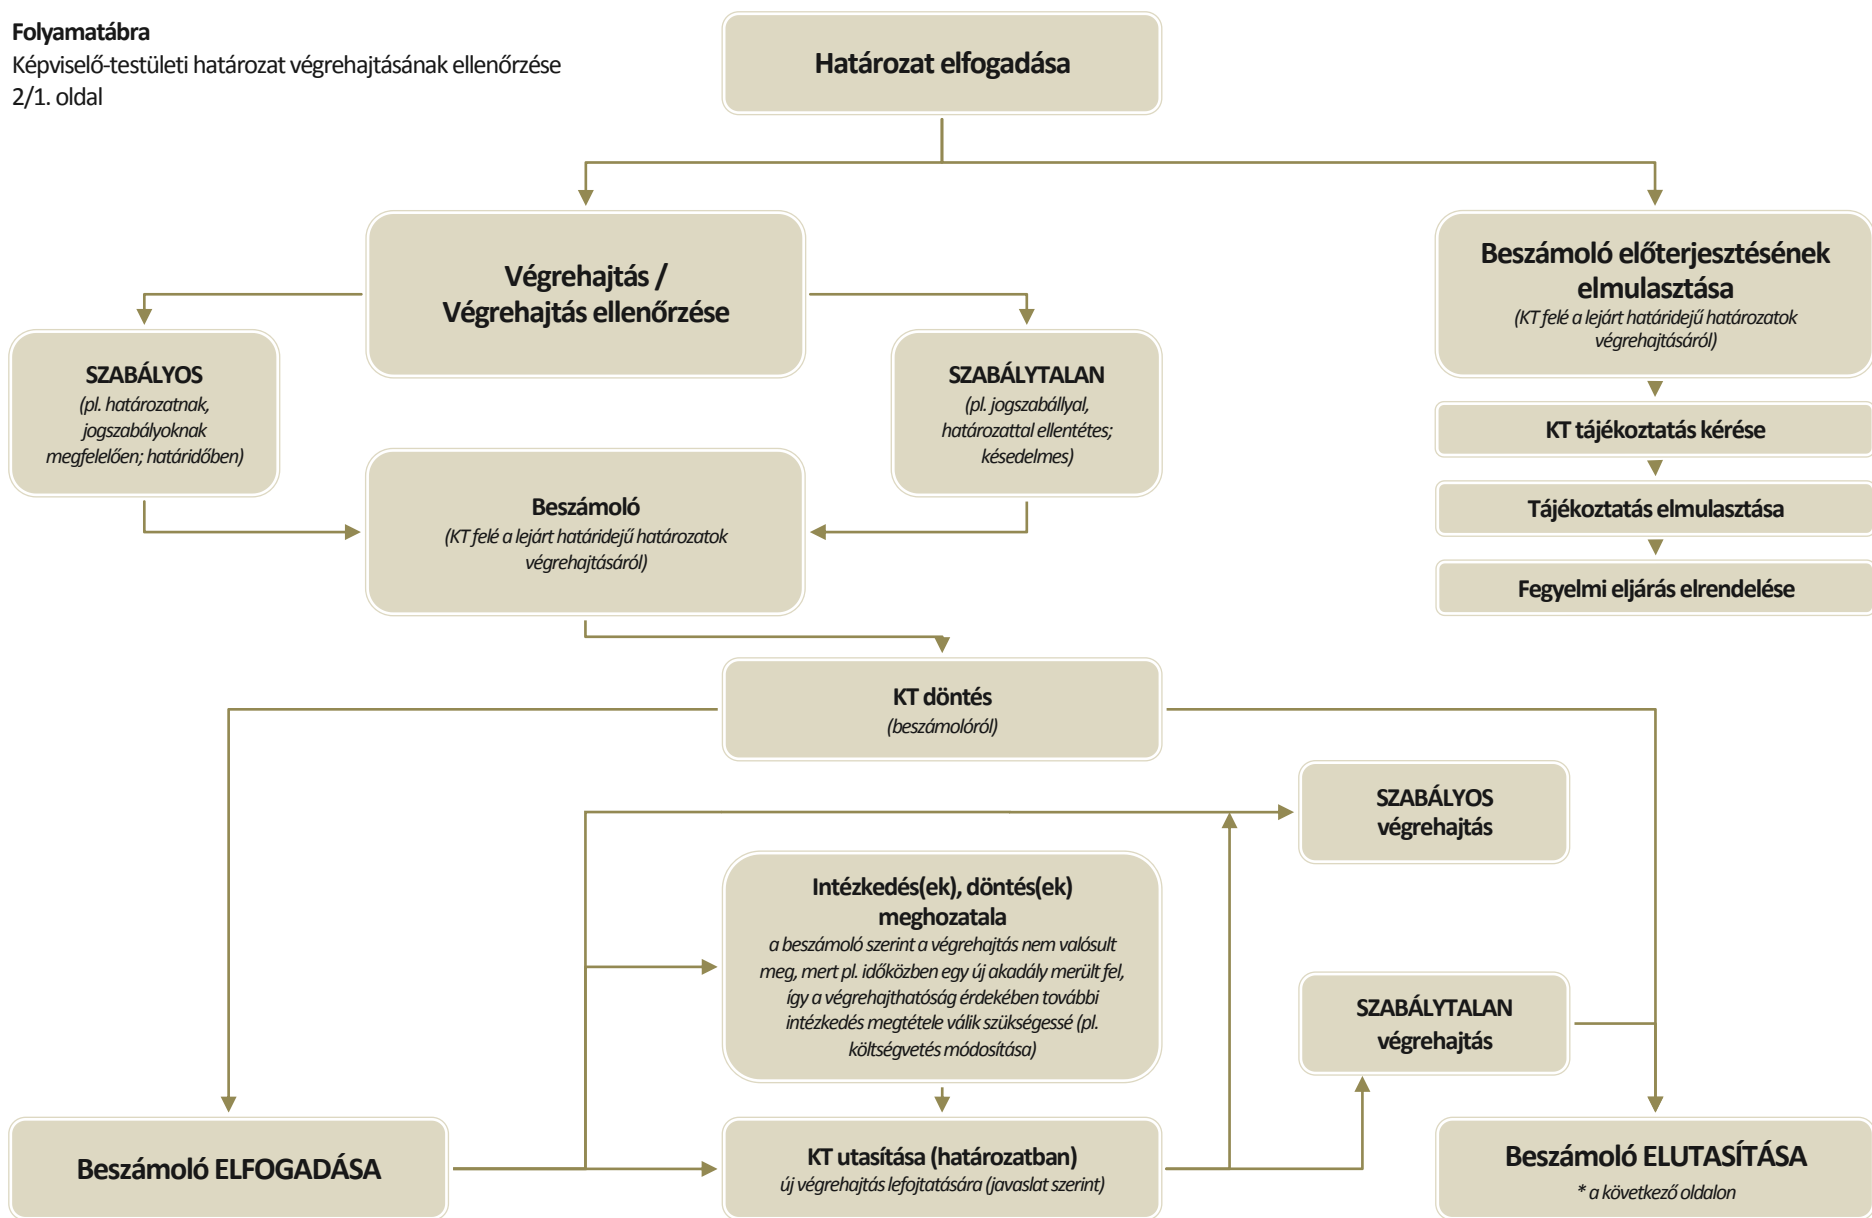 Folyamatábra
Képviselő-testületi határozat végrehajtásának ellenőrzése
2/1. oldal
Határozat elfogadása
Végrehajtás /
Végrehajtás ellenőrzése
Beszámoló előterjesztésének
elmulasztása
(KT felé a lejárt határidejű határozatok
végrehajtásáról)
SZABÁLYOS
(pl. határozatnak,
jogszabályoknak
megfelelően; határidőben)
SZABÁLYTALAN
(pl. jogszabállyal,
határozattal ellentétes;
késedelmes)
KT tájékoztatás kérése
Tájékoztatás elmulasztása
Fegyelmi eljárás elrendelése
Beszámoló
(KT felé a lejárt határidejű határozatok
végrehajtásáról)
KT döntés
(beszámolóról)
SZABÁLYOS
végrehajtás
Intézkedés(ek), döntés(ek)
meghozatala
a beszámoló szerint a végrehajtás nem valósult
meg, mert pl. időközben egy új akadály merült fel,
így a végrehajthatóság érdekében további
intézkedés megtétele válik szükségessé (pl.
költségvetés módosítása)
SZABÁLYTALAN
végrehajtás
Beszámoló ELFOGADÁSA
KT utasítása (határozatban)
új végrehajtás lefojtatására (javaslat szerint)
Beszámoló ELUTASÍTÁSA
* a következő oldalon